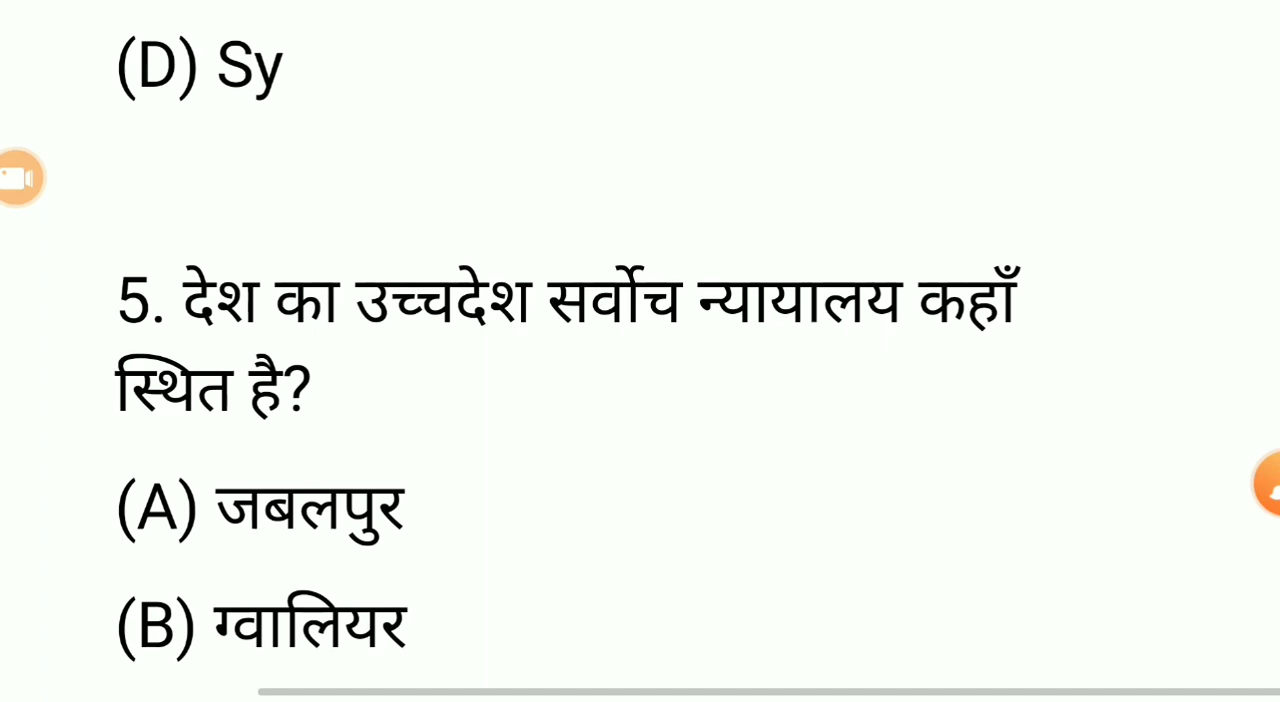 (D) Sy
5. देश का उच्चदेश सर्वोच न्यायालय कहाँ
स्थित है?
(A) जबलपुर
(B) ग्वालियर